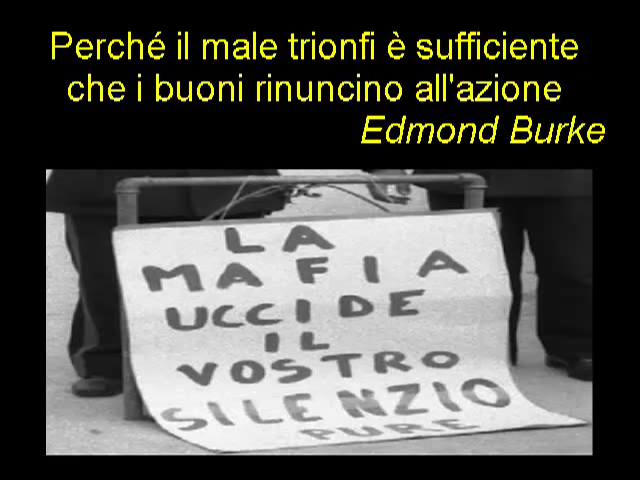 Perché il male trionfi è sufficiente
che i buoni rinuncino all'azione
Edmond Burke
LA
MAFIA
UCCIDE
IL
VOSTRO
SILENZIO
PURE